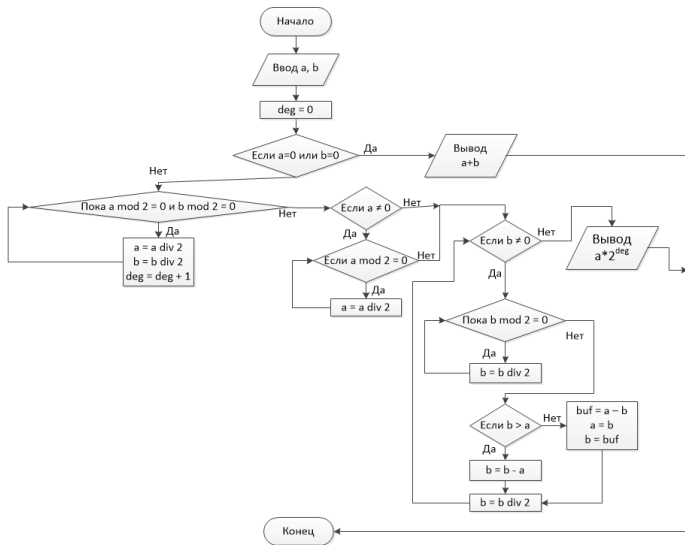 Начало
Ввод a, b
deg = 0
Если a=0 или b=0
Да
Вывод
a+b
Нет
Пока a mod 2 = 0 и b mod 2 = 0
Нет
Да
a = a div 2
b = b div 2
deg = deg + 1
Если a ≠ 0
Нет
Да
Если a mod 2 = 0
Нет
Да
a = a div 2
Если b ≠ 0
Нет
Вывод
a*2^deg
Да
Пока b mod 2 = 0
Нет
Да
b = b div 2
Если b > a
Нет
buf = a – b
a = b
b = buf
Да
b = b - a
b = b div 2
Конец